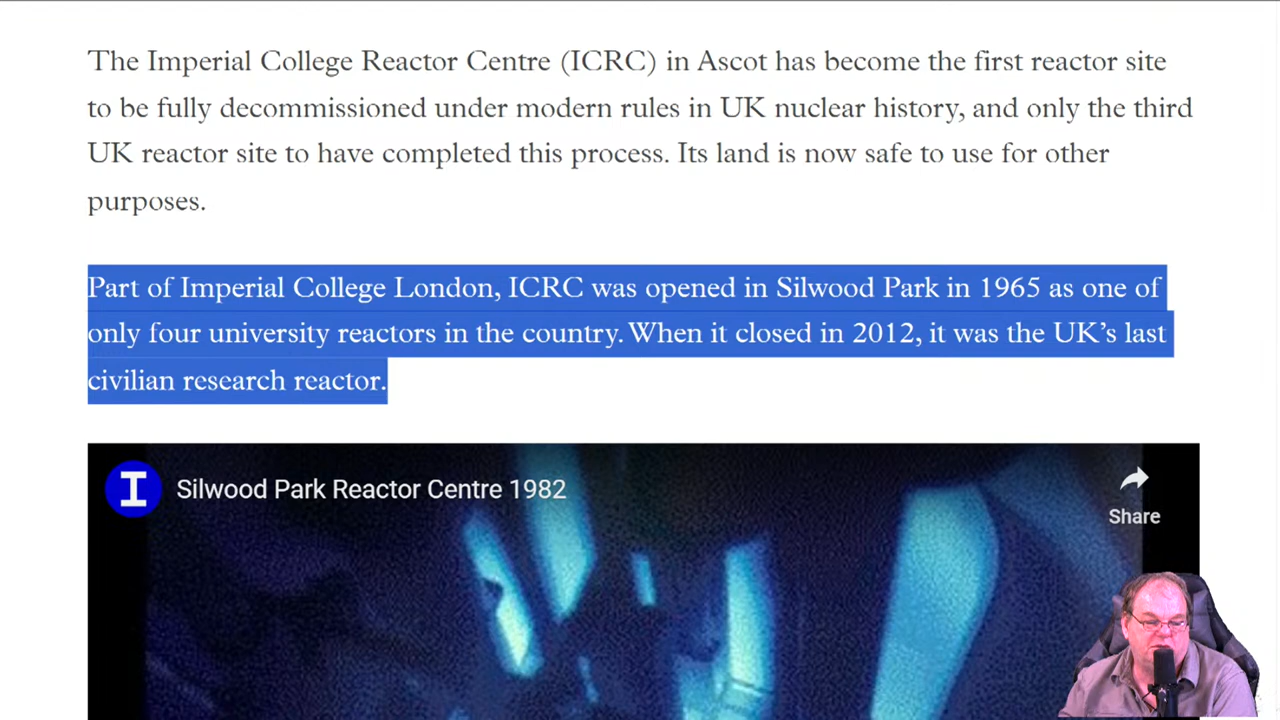 The Imperial College Reactor Centre (ICRC) in Ascot has become the first reactor site
to be fully decommissioned under modern rules in UK nuclear history, and only the third
UK reactor site to have completed this process. Its land is now safe to use for other
purposes.
Part of Imperial College London, ICRC was opened in Silwood Park in 1965 as one of
only four university reactors in the country. When it closed in 2012, it was the UK’s last
civilian research reactor.
I
Silwood Park Reactor Centre 1982
Share